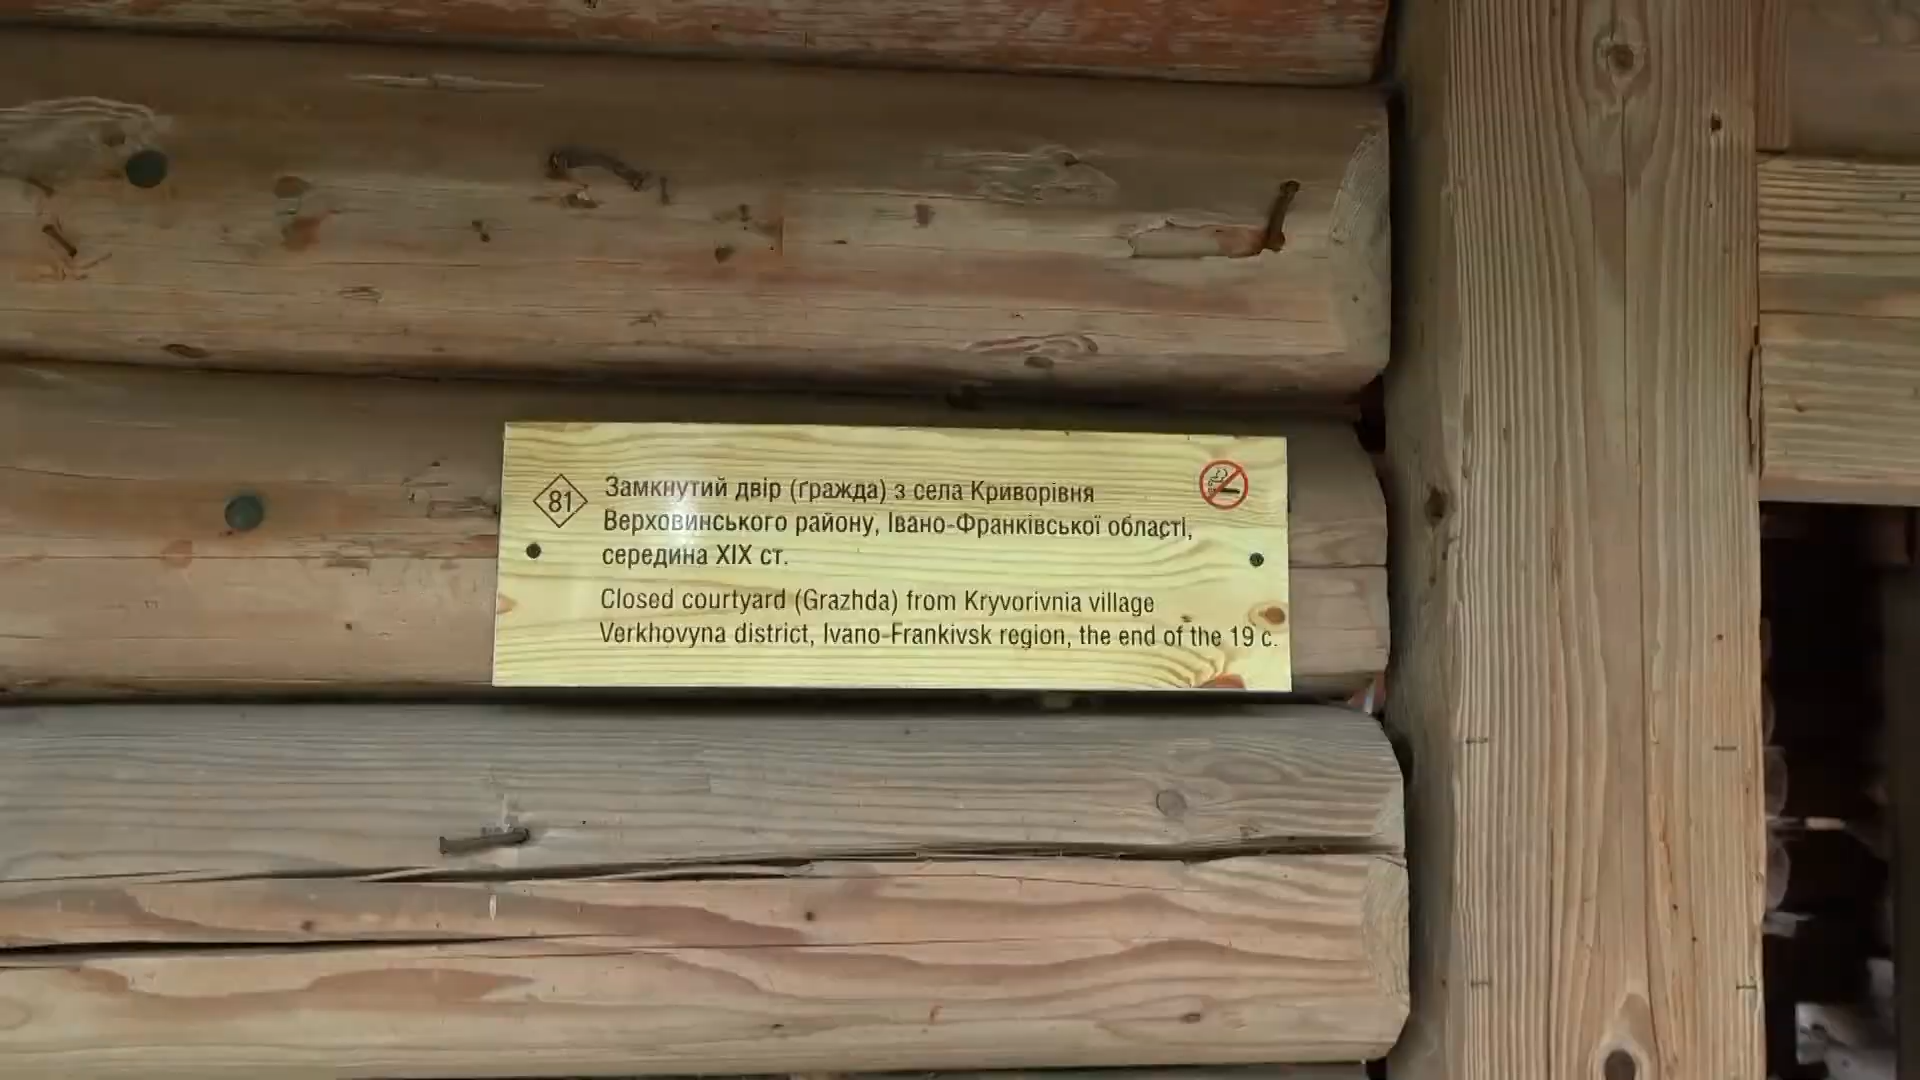 81
Замкнутий двір (ґражда) з села Криворівня
Верховинського району, Івано-Франківської області,
середина XIX ст.
Closed courtyard (Grazhda) from Kryvorivnia village
Verkhovyna district, Ivano-Frankivsk region, the end of the 19 c.